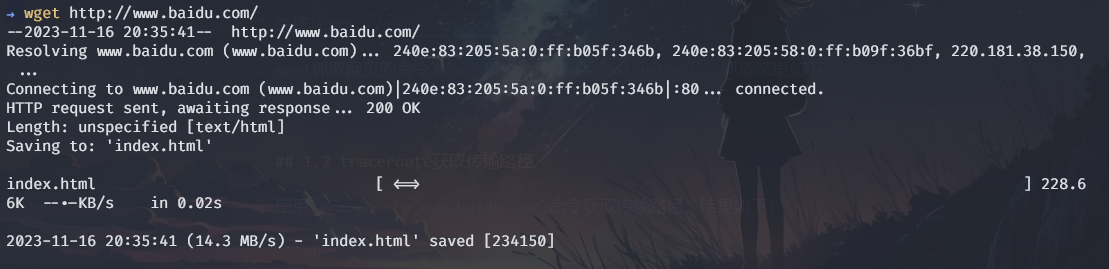 → wget http://www.baidu.com/
--2023-11-16 20:35:41--  http://www.baidu.com/
Resolving www.baidu.com (www.baidu.com)... 240e:83:205:5a:0:ff:b05f:346b, 240e:83:205:58:0:ff:b09f:36bf, 220.181.38.150,
...
Connecting to www.baidu.com (www.baidu.com)|240e:83:205:5a:0:ff:b05f:346b|:80... connected.
HTTP request sent, awaiting response... 200 OK
Length: unspecified [text/html]
Saving to: 'index.html'
## 1.2 traceroute获取传输路径
index.html [ <=> ] 228.6
6K --.-KB/s in 0.02s
2023-11-16 20:35:41 (14.3 MB/s) - 'index.html' saved [234150]